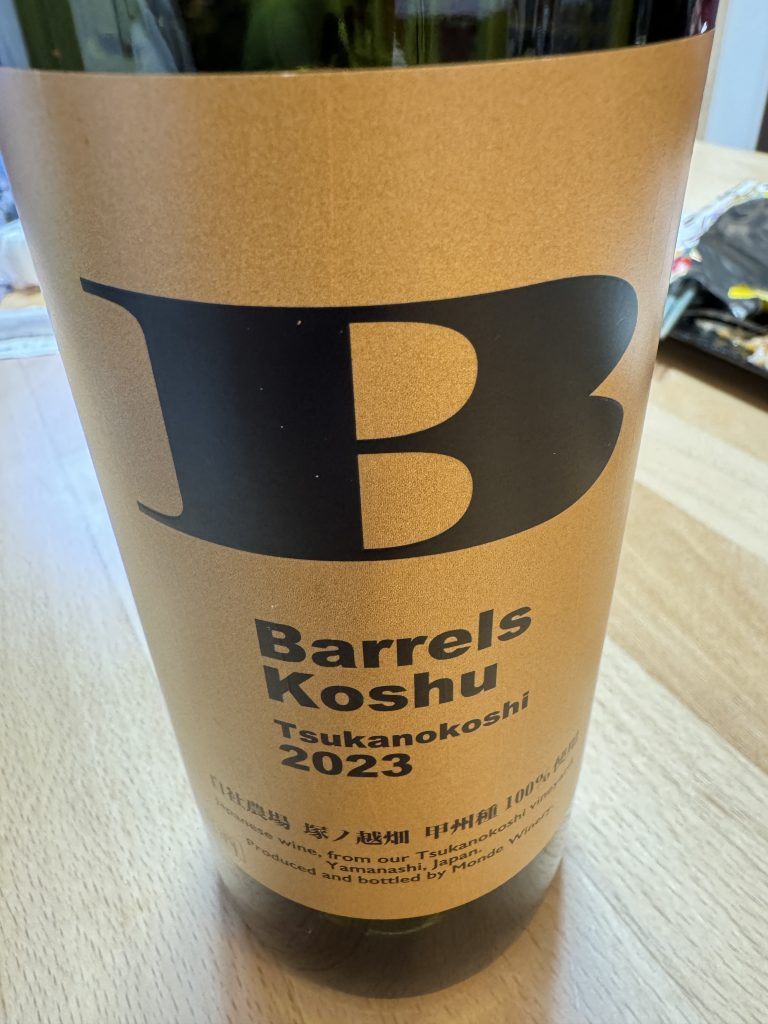 B
Barrels
Koshu
Tsukanokoshi
2023
自社農場 塚ノ越畑 甲州種 100% 使用
Japanese wine, from our Tsukanokoshi vineyard,
Yamanashi, Japan.
Produced and bottled by Mondo Winery.